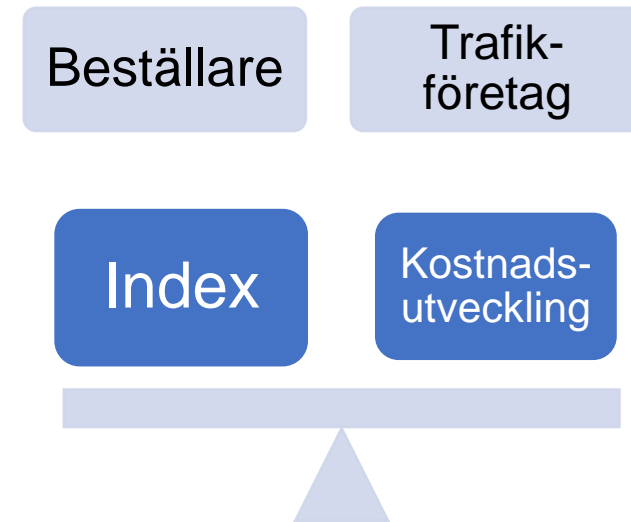 Beställare
Trafik-
företag
Index
Kostnads-
utveckling